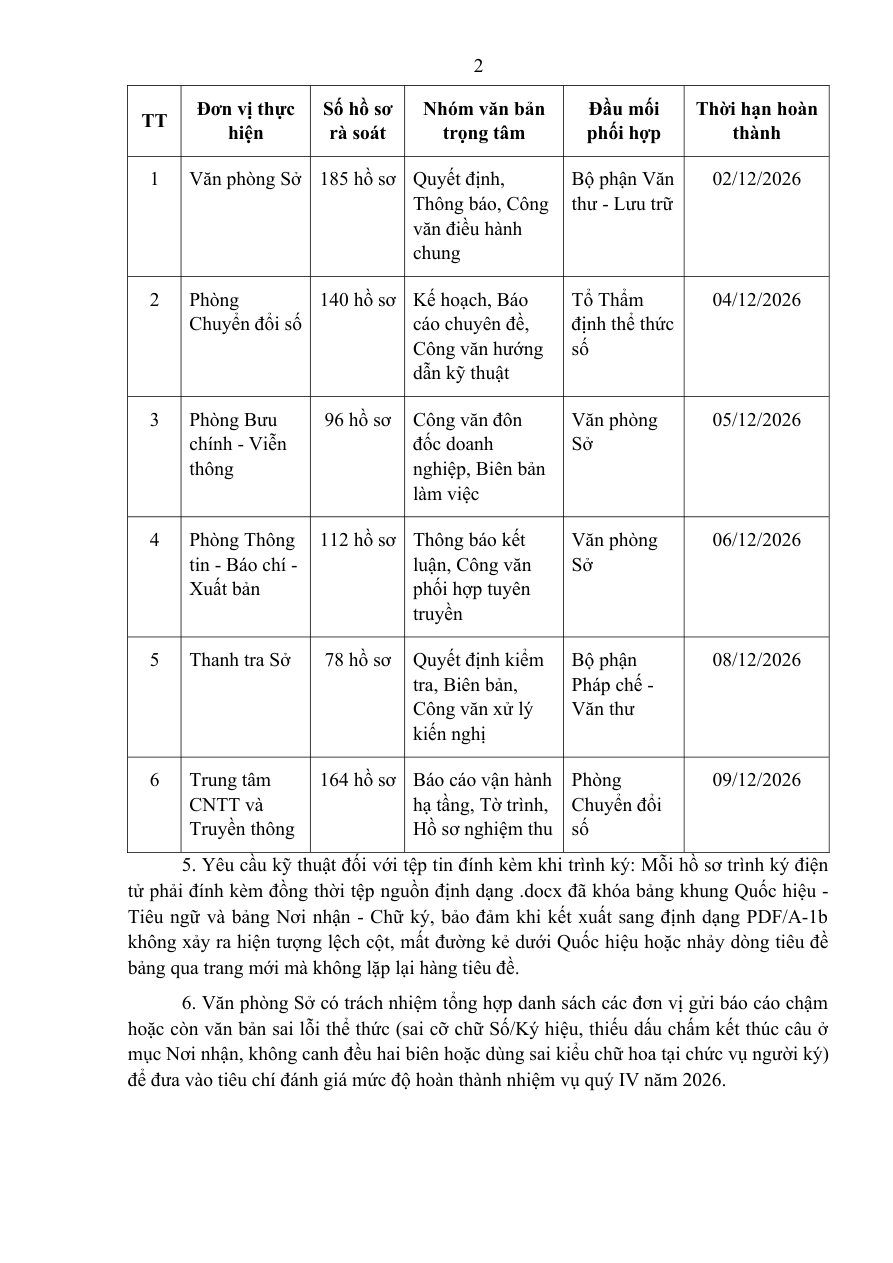 2
TT
Đơn vị thực
hiện
Số hồ sơ
rà soát
Nhóm văn bản
trọng tâm
Đầu mối
phối hợp
Thời hạn hoàn
thành
1
Văn phòng Sở
185 hồ sơ
Quyết định,
Thông báo, Công
văn điều hành
chung
Bộ phận Văn
thư - Lưu trữ
02/12/2026
2
Phòng
Chuyển đổi số
140 hồ sơ
Kế hoạch, Báo
cáo chuyên đề,
Công văn hướng
dẫn kỹ thuật
Tổ Thẩm
định thể thức
số
04/12/2026
3
Phòng Bưu
chính - Viễn
thông
96 hồ sơ
Công văn đôn
đốc doanh
nghiệp, Biên bản
làm việc
Văn phòng
Sở
05/12/2026
4
Phòng Thông
tin - Báo chí -
Xuất bản
112 hồ sơ
Thông báo kết
luận, Công văn
phối hợp tuyên
truyền
Văn phòng
Sở
06/12/2026
5
Thanh tra Sở
78 hồ sơ
Quyết định kiểm
tra, Biên bản,
Công văn xử lý
kiến nghị
Bộ phận
Pháp chế -
Văn thư
08/12/2026
6
Trung tâm
CNTT và
Truyền thông
164 hồ sơ
Báo cáo vận hành
hạ tầng, Tờ trình,
Hồ sơ nghiệm thu
Phòng
Chuyển đổi
số
09/12/2026
5. Yêu cầu kỹ thuật đối với tệp tin đính kèm khi trình ký: Mỗi hồ sơ trình ký điện
tử phải đính kèm đồng thời tệp nguồn định dạng .docx đã khóa bảng khung Quốc hiệu -
Tiêu ngữ và bảng Nơi nhận - Chữ ký, bảo đảm khi kết xuất sang định dạng PDF/A-1b
không xảy ra hiện tượng lệch cột, mất đường kẻ dưới Quốc hiệu hoặc nhảy dòng tiêu đề
bảng qua trang mới mà không lặp lại hàng tiêu đề.
6. Văn phòng Sở có trách nhiệm tổng hợp danh sách các đơn vị gửi báo cáo chậm
hoặc còn văn bản sai lỗi thể thức (sai cỡ chữ Số/Ký hiệu, thiếu dấu chấm kết thúc câu ở
mục Nơi nhận, không canh đều hai biên hoặc dùng sai kiểu chữ hoa tại chức vụ người ký)
để đưa vào tiêu chí đánh giá mức độ hoàn thành nhiệm vụ quý IV năm 2026.